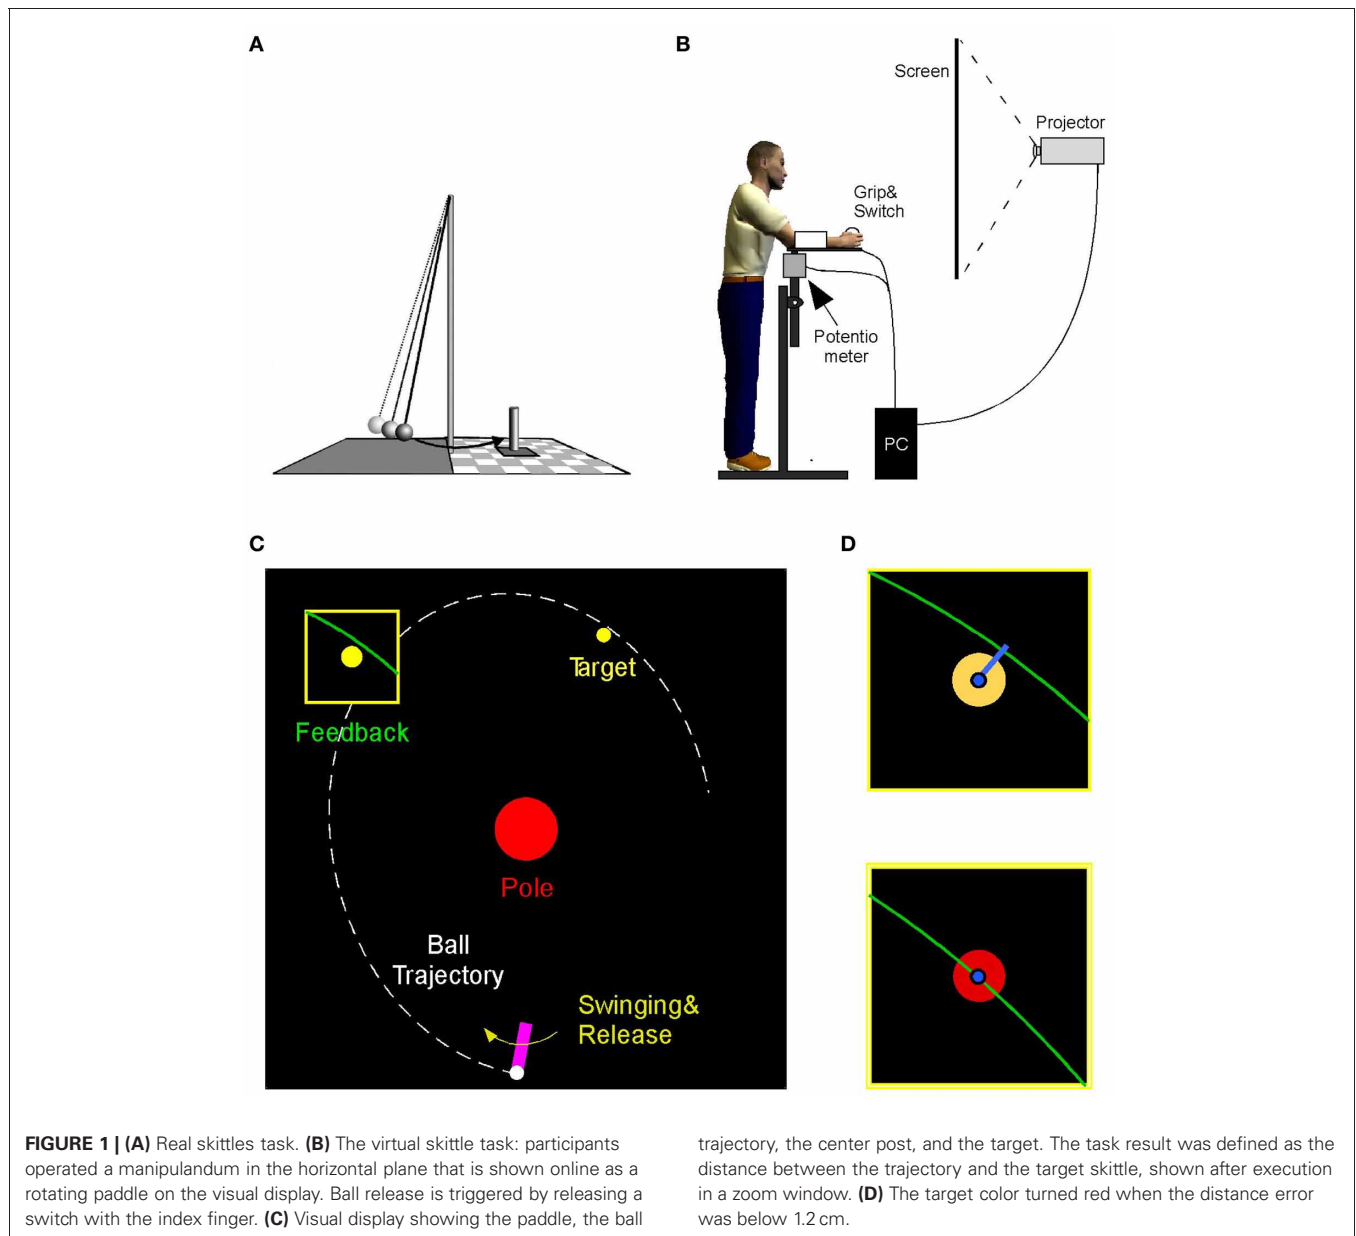 A
B
Screen
Projector
Grip&
Switch
Potentio
meter
PC
C
D
Target
Feedback
Pole
Ball
Trajectory
Swinging&
Release
FIGURE 1 | (A) Real skittles task. (B) The virtual skittle task: participants
operated a manipulandum in the horizontal plane that is shown online as a
rotating paddle on the visual display. Ball release is triggered by releasing a
switch with the index finger. (C) Visual display showing the paddle, the ball
trajectory, the center post, and the target. The task result was defined as the
distance between the trajectory and the target skittle, shown after execution
in a zoom window. (D) The target color turned red when the distance error
was below 1.2 cm.